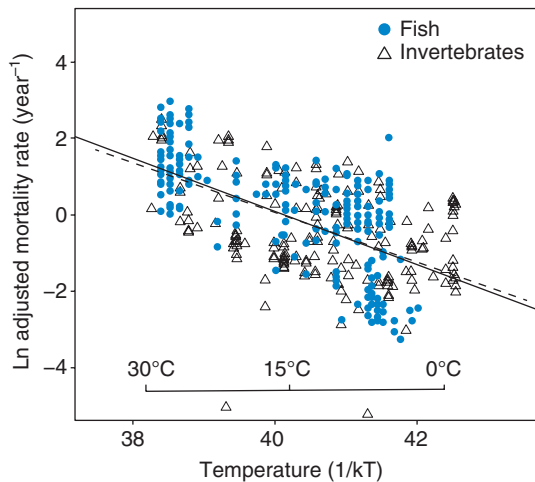 Fish
Invertebrates
Ln adjusted mortality rate (year⁻¹)
4
2
0
−2
−4
30°C 15°C 0°C
38 40 42
Temperature (1/kT)